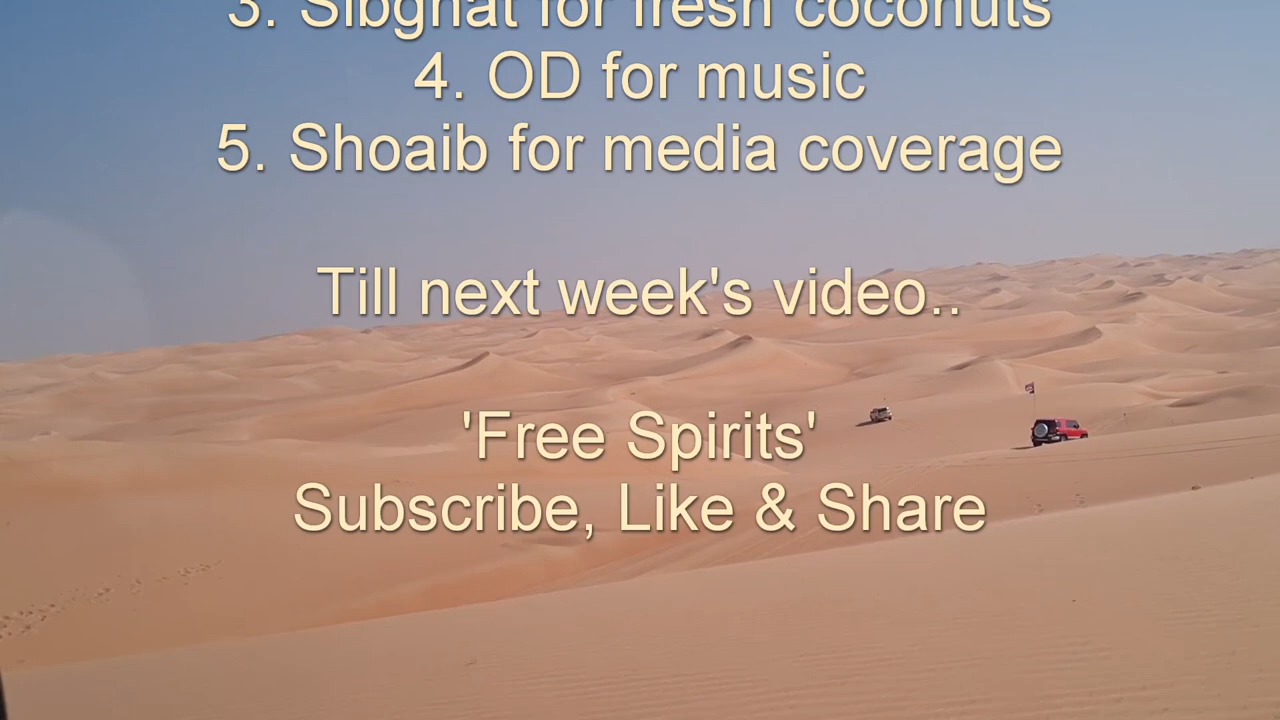 3. Sibghat for fresh coconuts
4. OD for music
5. Shoaib for media coverage
Till next week's video..
'Free Spirits'
Subscribe, Like & Share